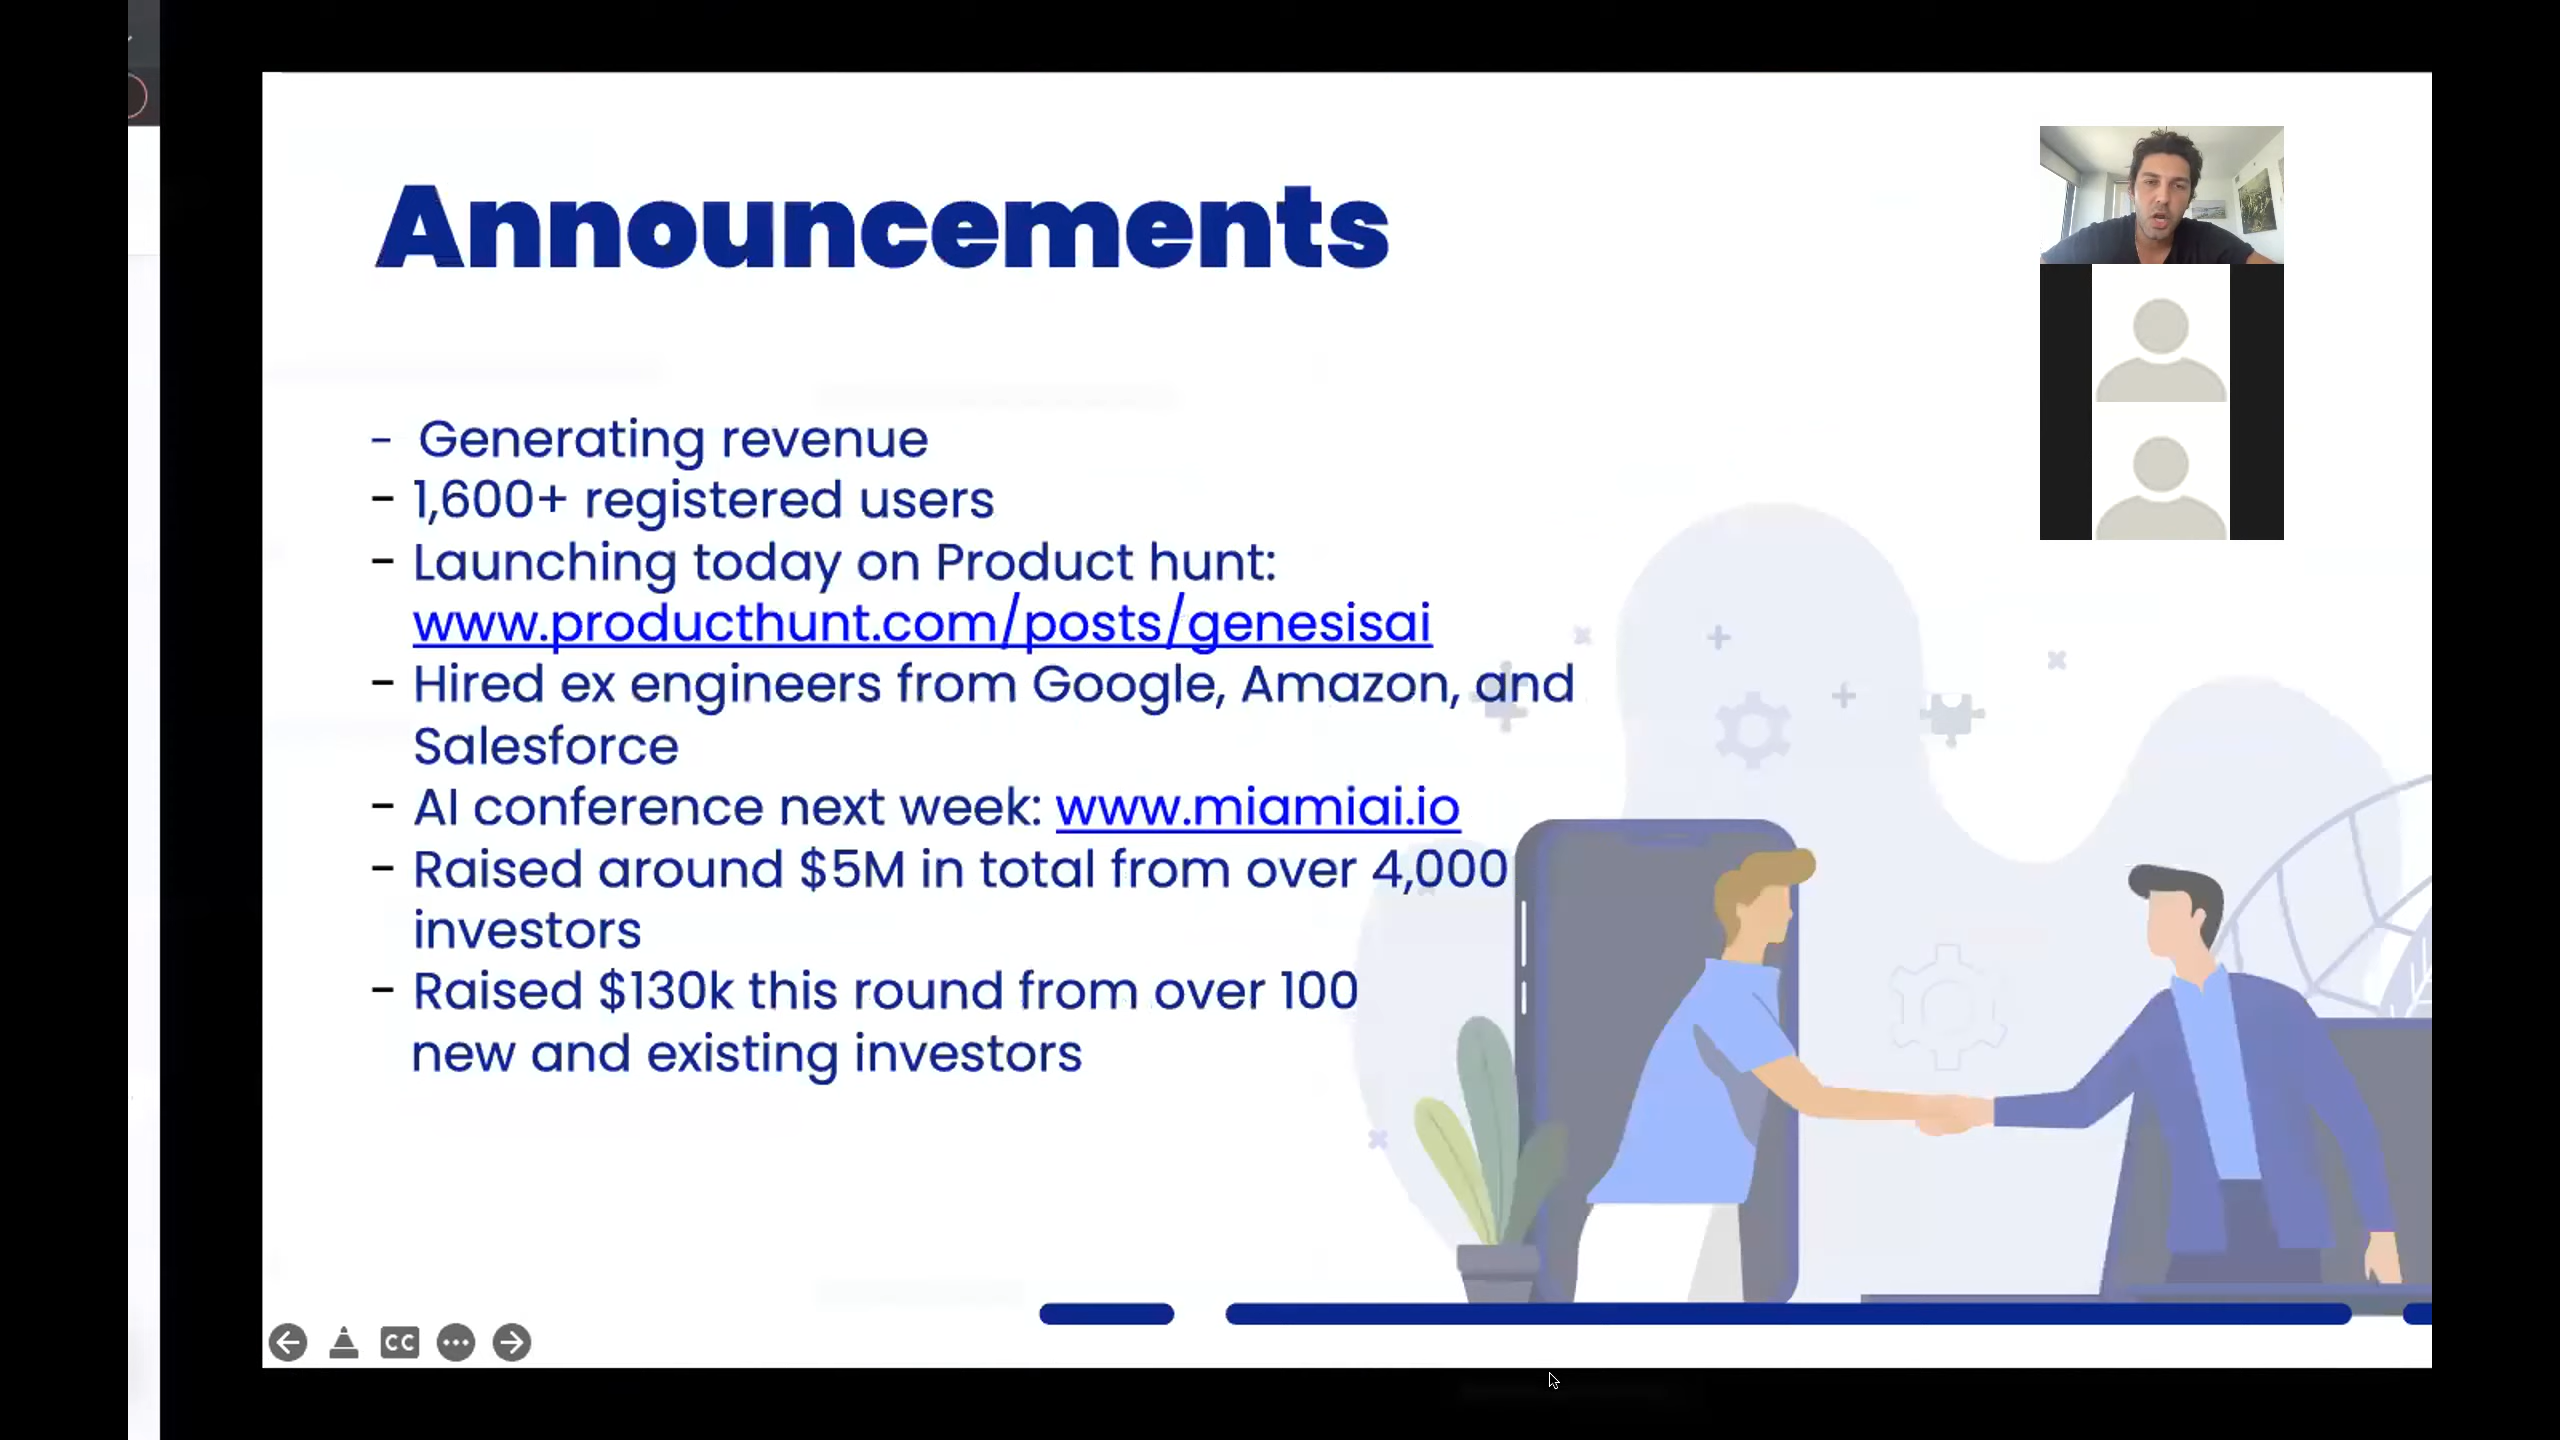 Announcements
- Generating revenue
- 1,600+ registered users
- Launching today on Product hunt:
www.producthunt.com/posts/genesisai
- Hired ex engineers from Google, Amazon, and
Salesforce
- AI conference next week: www.miamiai.io
- Raised around $5M in total from over 4,000
investors
- Raised $130k this round from over 100
new and existing investors
CC